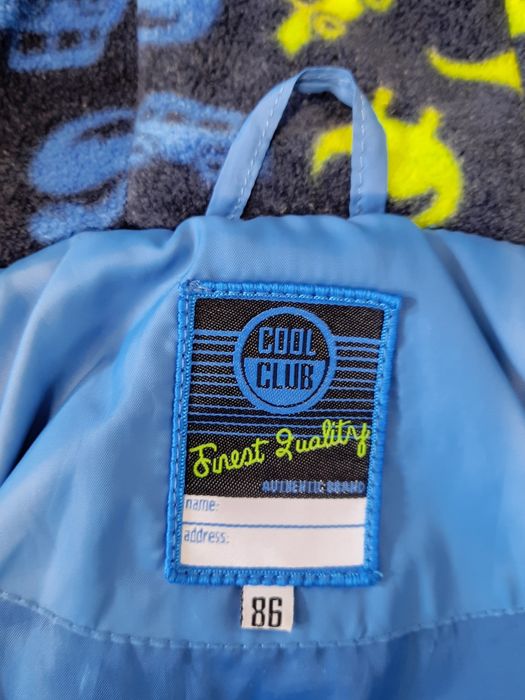 COOL
CLUB
Finest Quality
AUTHENTIC BRAND
name:
address:
86